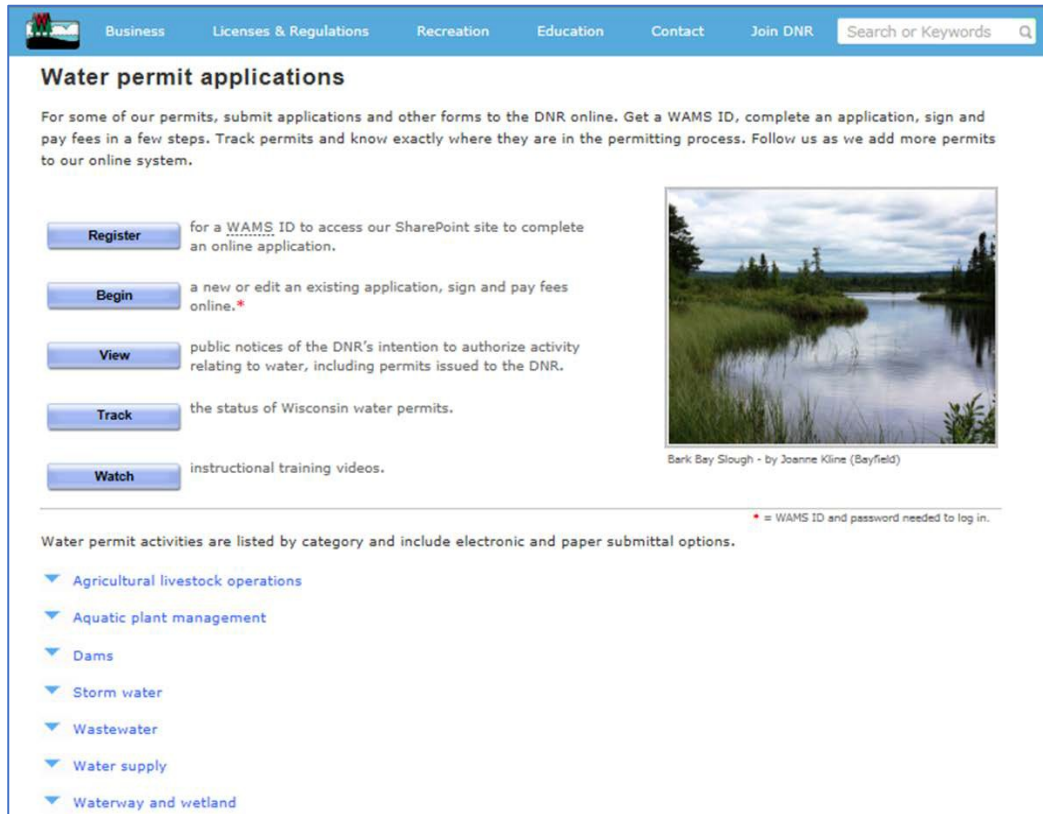 Business Licenses & Regulations Recreation Education Contact Join DNR Search or Keywords
Water permit applications
For some of our permits, submit applications and other forms to the DNR online. Get a WAMS ID, complete an application, sign and
pay fees in a few steps. Track permits and know exactly where they are in the permitting process. Follow us as we add more permits
to our online system.
Register
for a WAMS ID to access our SharePoint site to complete
an online application.
Begin
a new or edit an existing application, sign and pay fees
online.*
View
public notices of the DNR's intention to authorize activity
relating to water, including permits issued to the DNR.
Track
the status of Wisconsin water permits.
Watch
instructional training videos.
Bark Bay Slough - by Joanne Kline (Bayfield)
* = WAMS ID and password needed to log in.
Water permit activities are listed by category and include electronic and paper submittal options.
Agricultural livestock operations
Aquatic plant management
Dams
Storm water
Wastewater
Water supply
Waterway and wetland